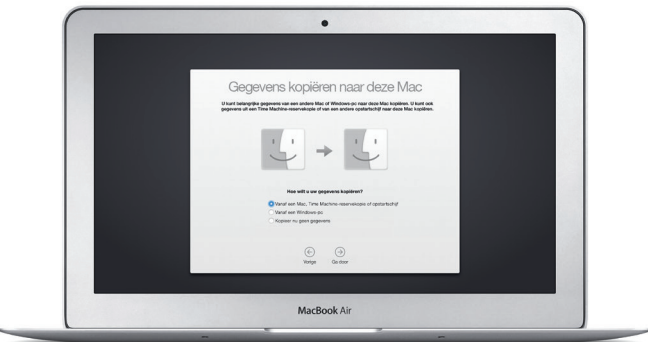 Gegevens kopiëren naar deze Mac
U kunt belangrijke gegevens van een andere Mac of Windows-pc naar deze Mac kopiëren. U kunt ook
gegevens uit een Time Machine-reservekopie of van een andere opstartschijf naar deze Mac kopiëren.
Hoe wilt u uw gegevens kopiëren?
Vanaf een Mac, Time Machine-reservekopie of opstartschijf
Vanaf een Windows-pc
Kopieer nu geen gegevens
Vorige
Ga door
MacBook Air